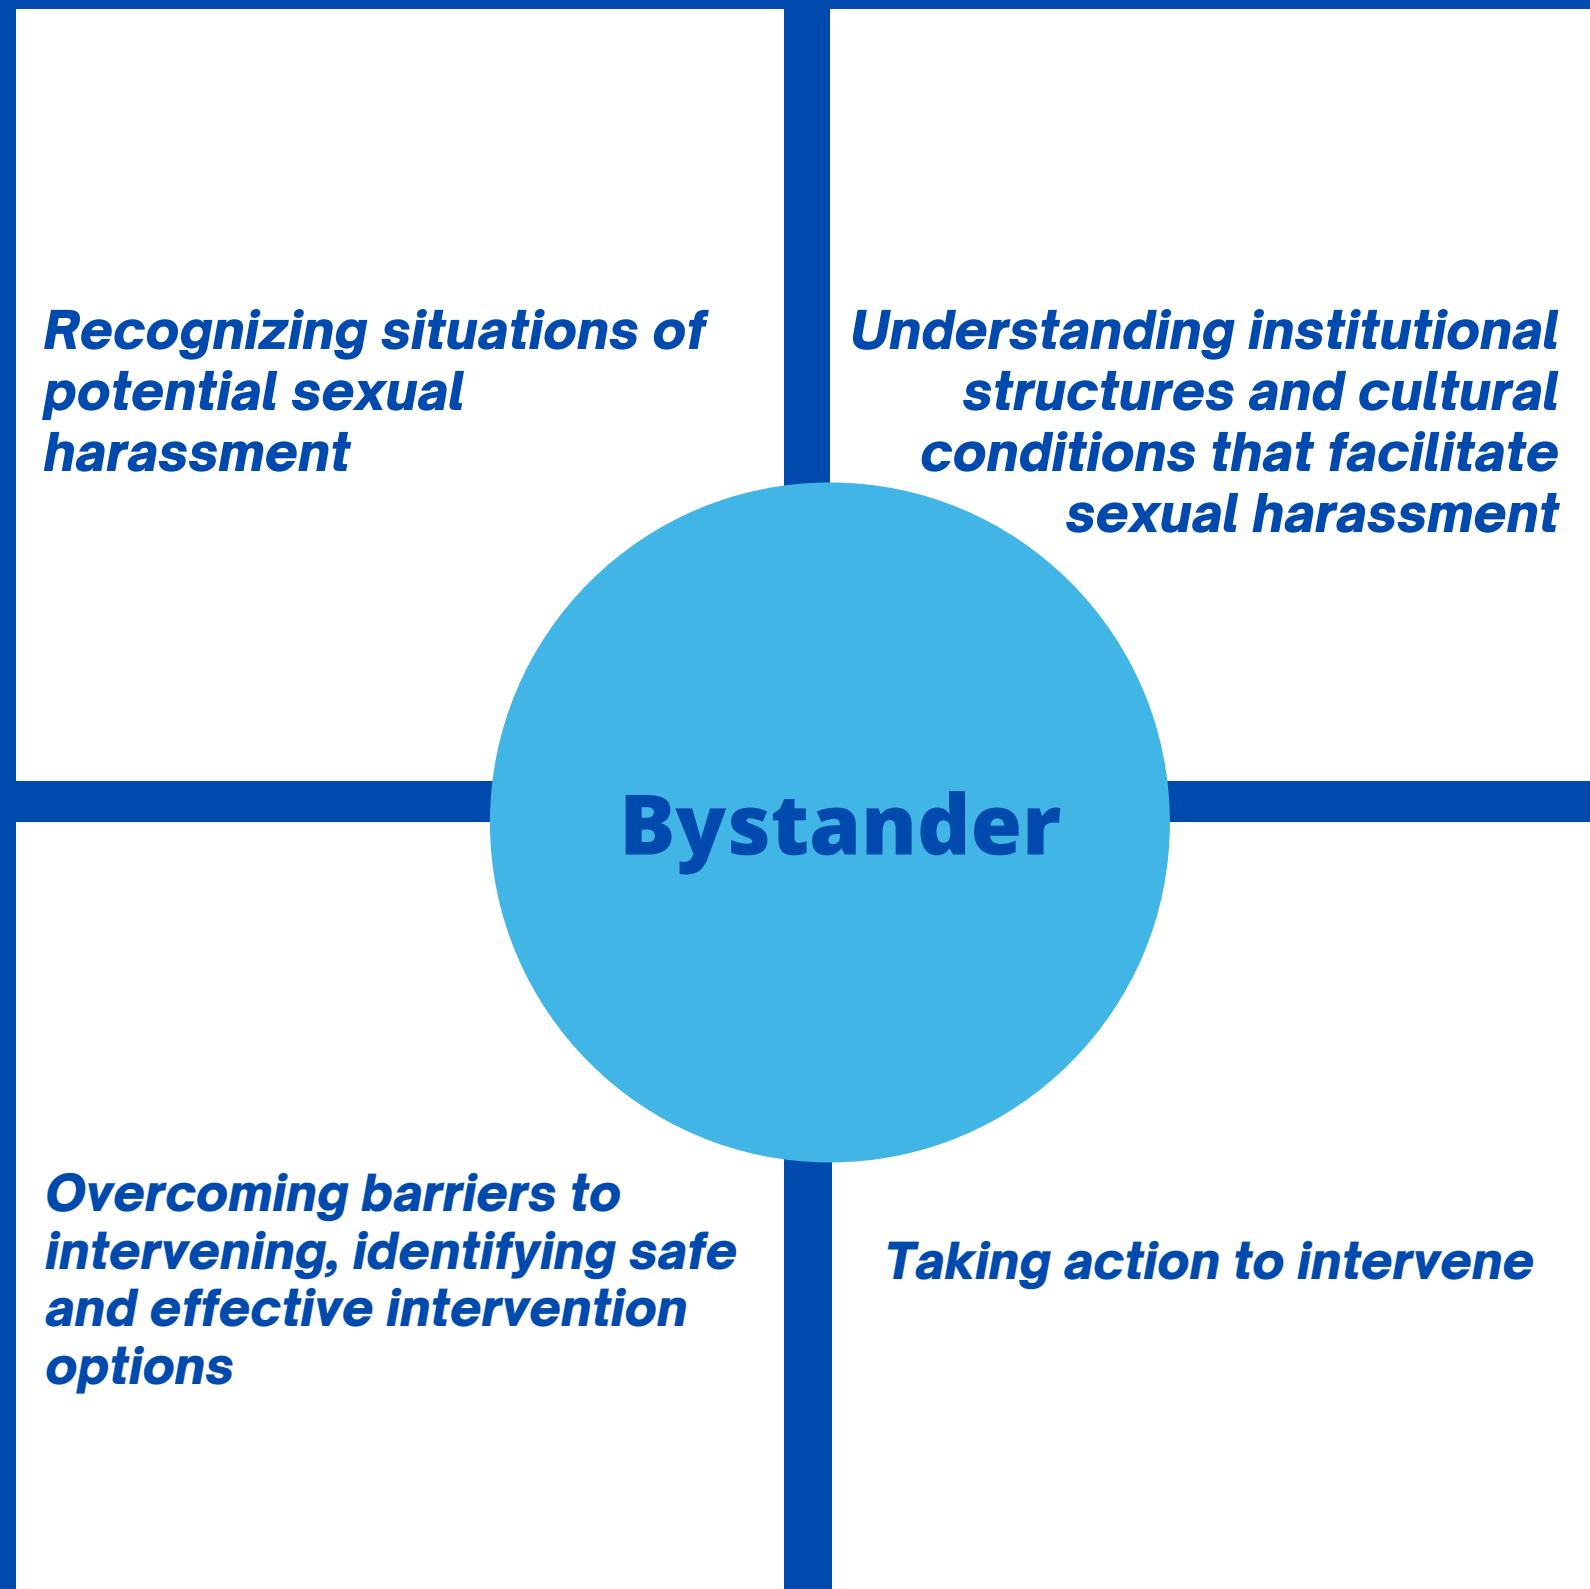 Recognizing situations of
potential sexual
harassment
Understanding institutional
structures and cultural
conditions that facilitate
sexual harassment
Bystander
Overcoming barriers to
intervening, identifying safe
and effective intervention
options
Taking action to intervene